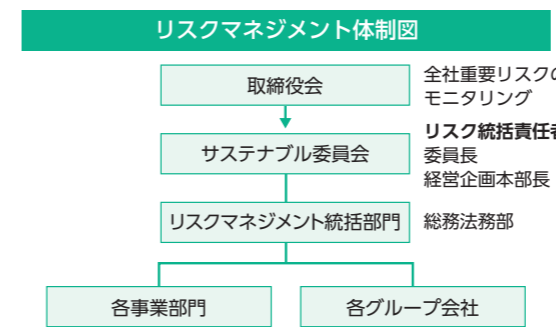 リスクマネジメント体制図
取締役会
全社重要リスクの
モニタリング
サステナブル委員会
リスク統括責任者
委員長
経営企画本部長
リスクマネジメント統括部門
総務法務部
各事業部門
各グループ会社